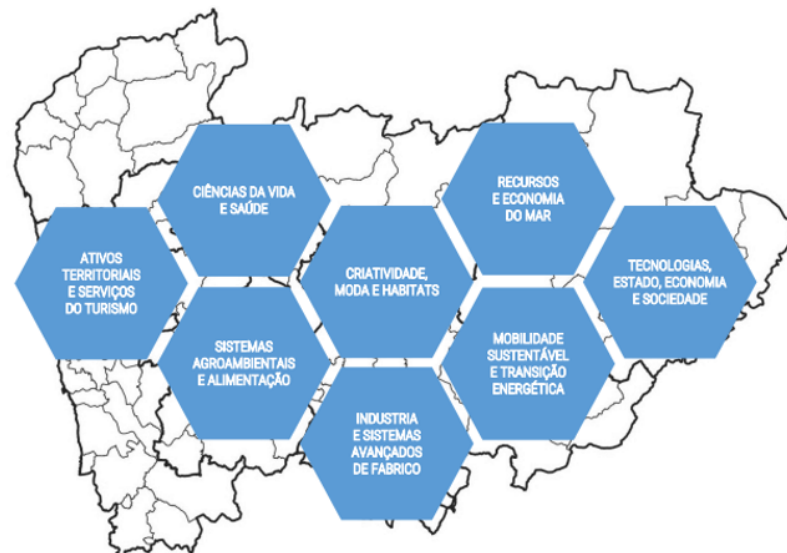 CIÊNCIAS DA VIDA
E SAÚDE
RECURSOS
E ECONOMIA
DO MAR
ATIVOS
TERRITORIAIS
E SERVIÇOS
DO TURISMO
CRIATIVIDADE,
MODA E HABITATS
TECNOLOGIAS,
ESTADO, ECONOMIA
E SOCIEDADE
SISTEMAS
AGROAMBIENTAIS
E ALIMENTAÇÃO
MOBILIDADE
SUSTENTÁVEL
E TRANSIÇÃO
ENERGÉTICA
INDUSTRIA
E SISTEMAS
AVANÇADOS
DE FABRICO